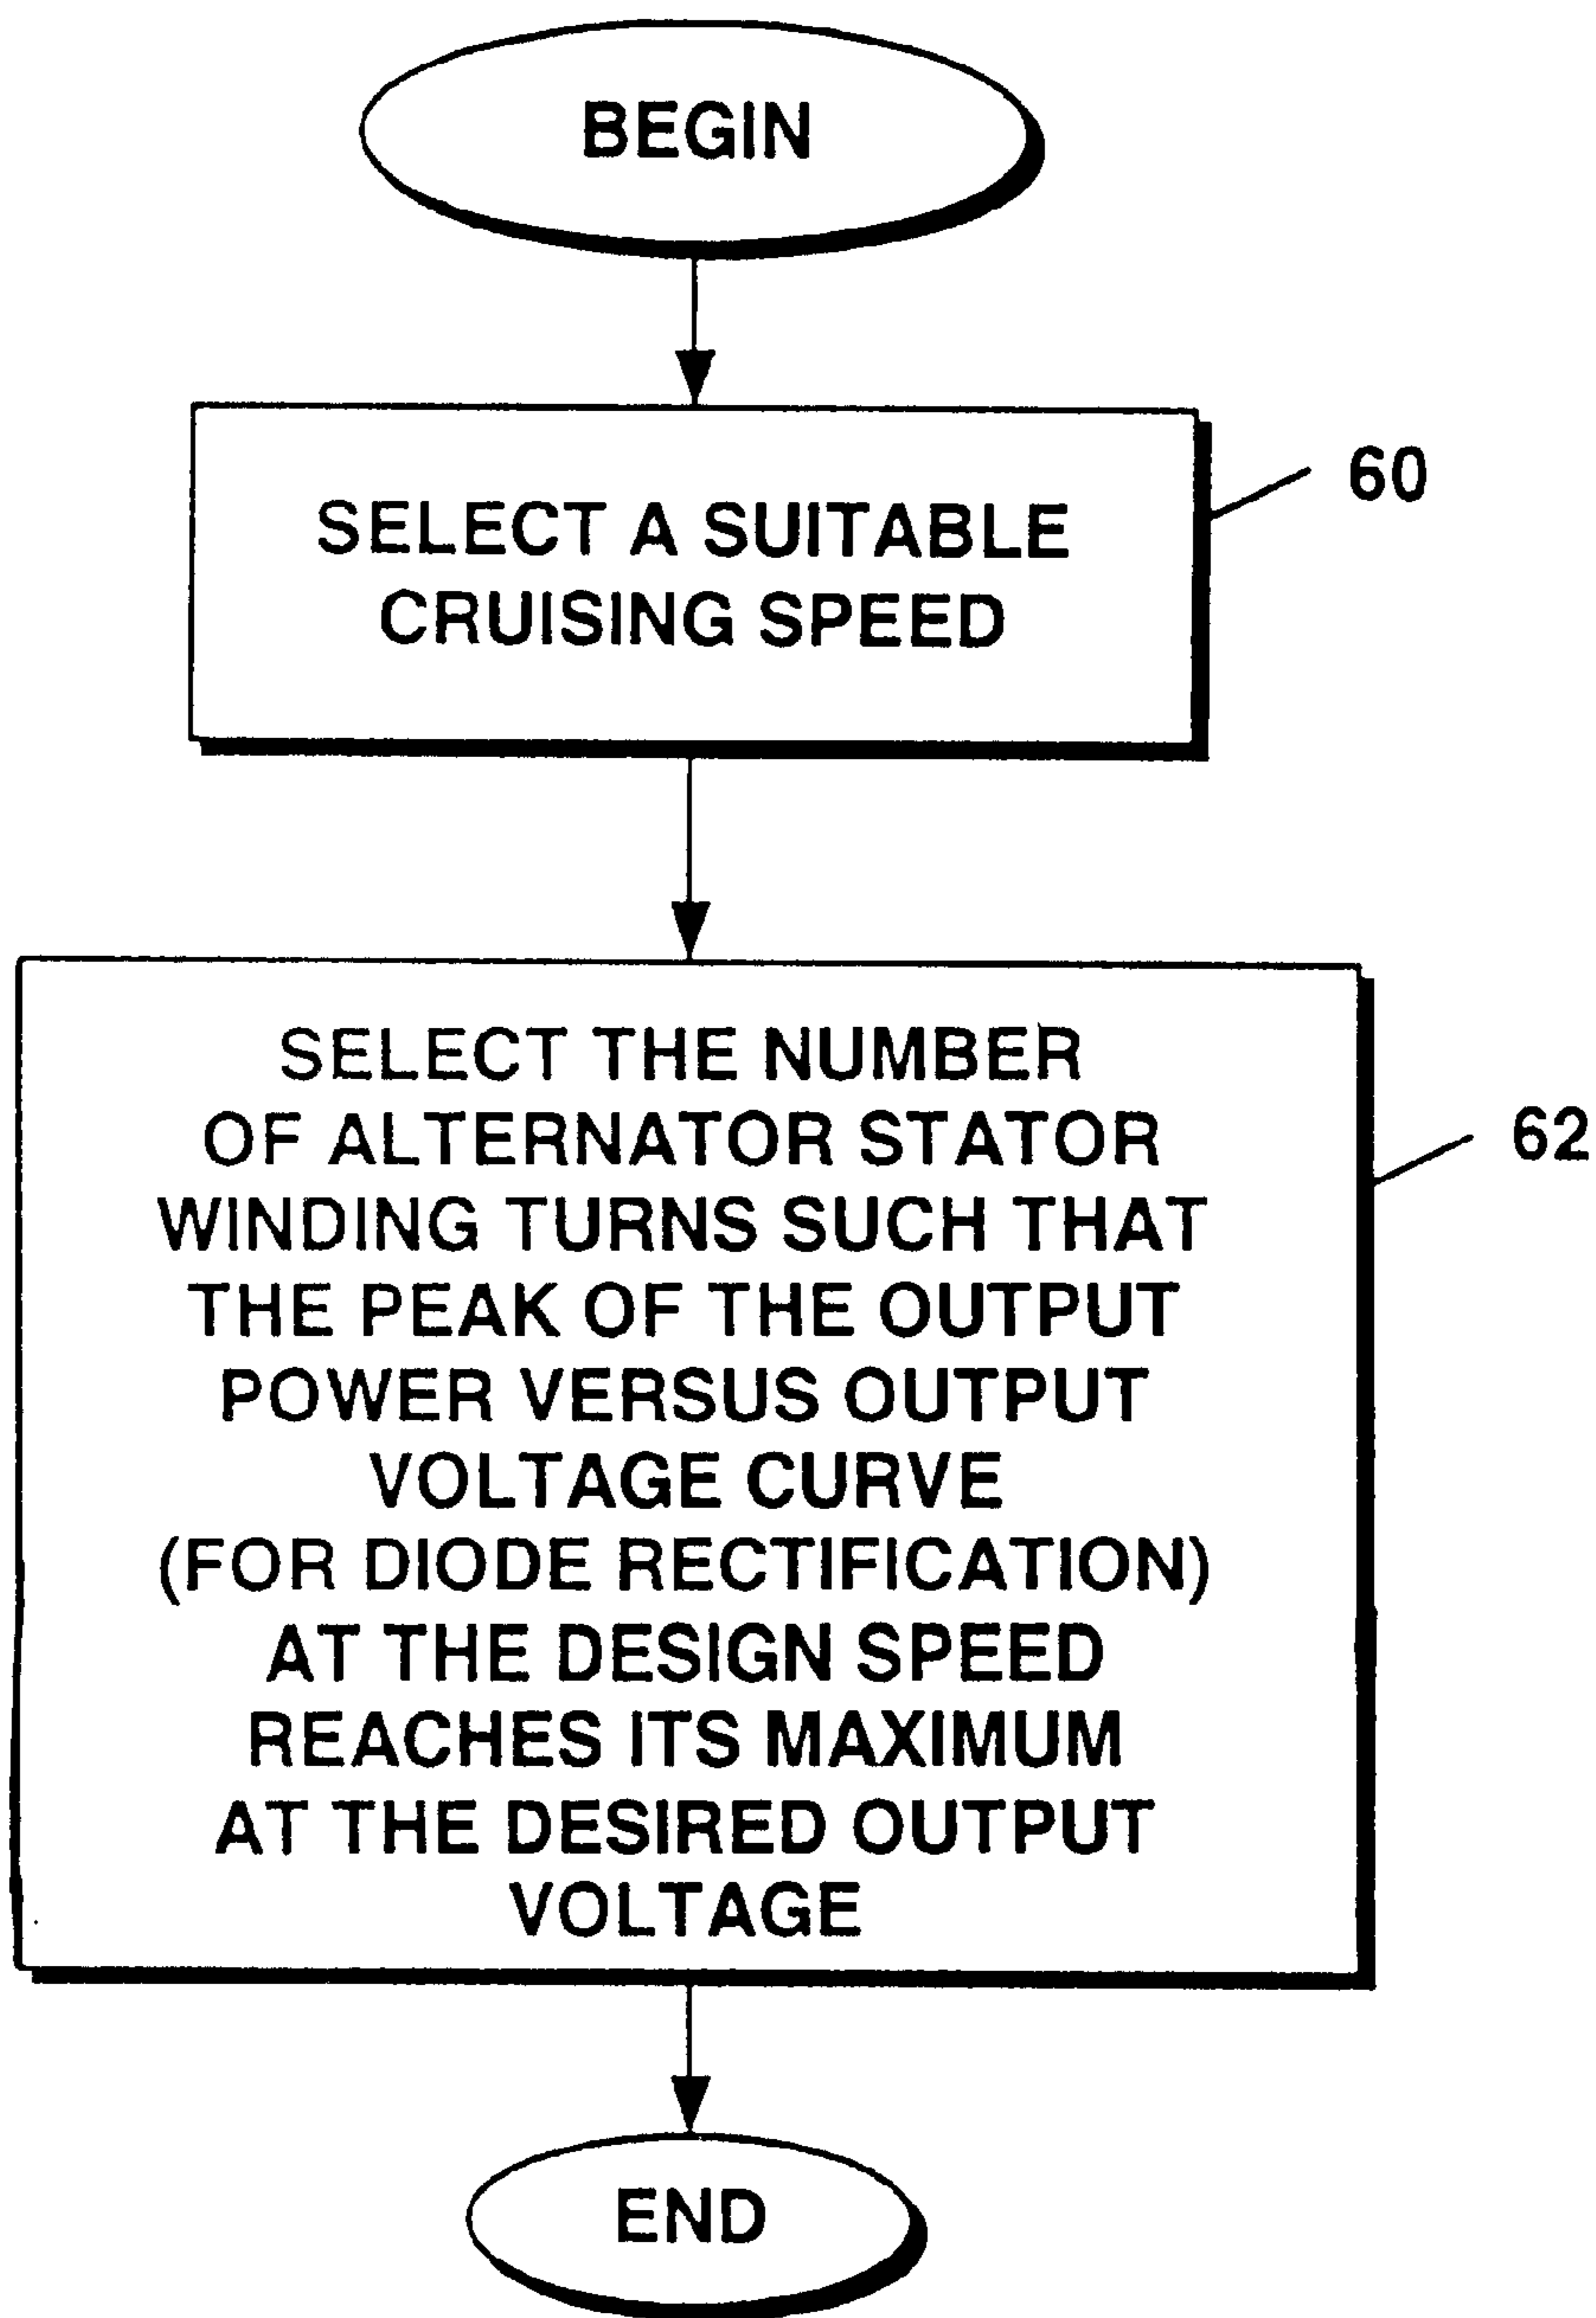 BEGIN
SELECT A SUITABLE
CRUISING SPEED
60
SELECT THE NUMBER
OF ALTERNATOR STATOR
WINDING TURNS SUCH THAT
THE PEAK OF THE OUTPUT
POWER VERSUS OUTPUT
VOLTAGE CURVE
(FOR DIODE RECTIFICATION)
AT THE DESIGN SPEED
REACHES ITS MAXIMUM
AT THE DESIRED OUTPUT
VOLTAGE
62
END